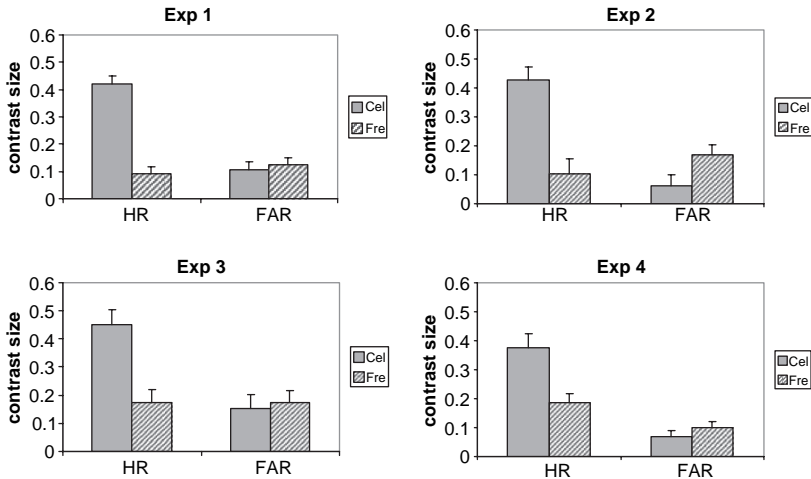 Exp 1
contrast size
0.6
0.5
0.4
0.3
0.2
0.1
0
HR FAR
Cel
Fre
Exp 2
contrast size
0.6
0.5
0.4
0.3
0.2
0.1
0
HR FAR
Cel
Fre
Exp 3
contrast size
0.6
0.5
0.4
0.3
0.2
0.1
0
HR FAR
Cel
Fre
Exp 4
contrast size
0.6
0.5
0.4
0.3
0.2
0.1
0
HR FAR
Cel
Fre